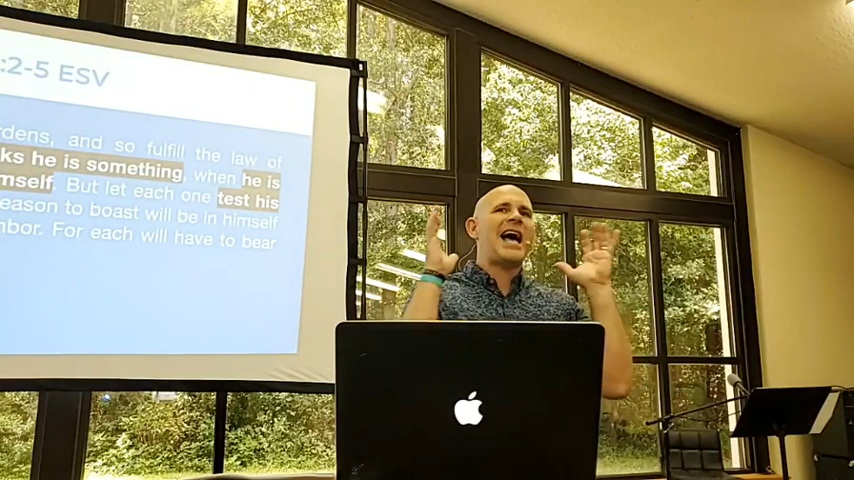 :2-5 ESV
rdens, and so fulfill the law of
ks he is something, when he is
mself. But let each one test his
eason to boast will be in himself
bor. For each will have to bear